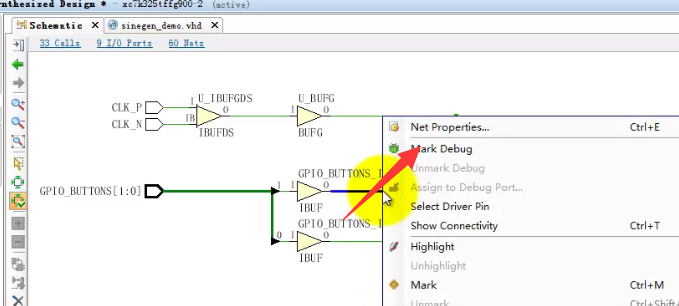 nthesized Design * - xc7k325tffg900-2 (active)
Schematic
sinegen_demo.vhd
33 Cells 9 I/O Ports 60 Nets
U_IBUFGDS
U_BUFG
CLK_P
I
O
I
O
CLK_N
IB
IBUFDS
BUFG
GPIO_BUTTONS_I
GPIO_BUTTONS[1:0]
1
I
O
IBUF
GPIO_BUTTONS_I
0
I
O
IBUF
Net Properties... Ctrl+E
Mark Debug
Unmark Debug
Assign to Debug Port...
Select Driver Pin
Show Connectivity Ctrl+T
Highlight
Unhighlight
Mark Ctrl+M
Unmark Ctrl+Shift+